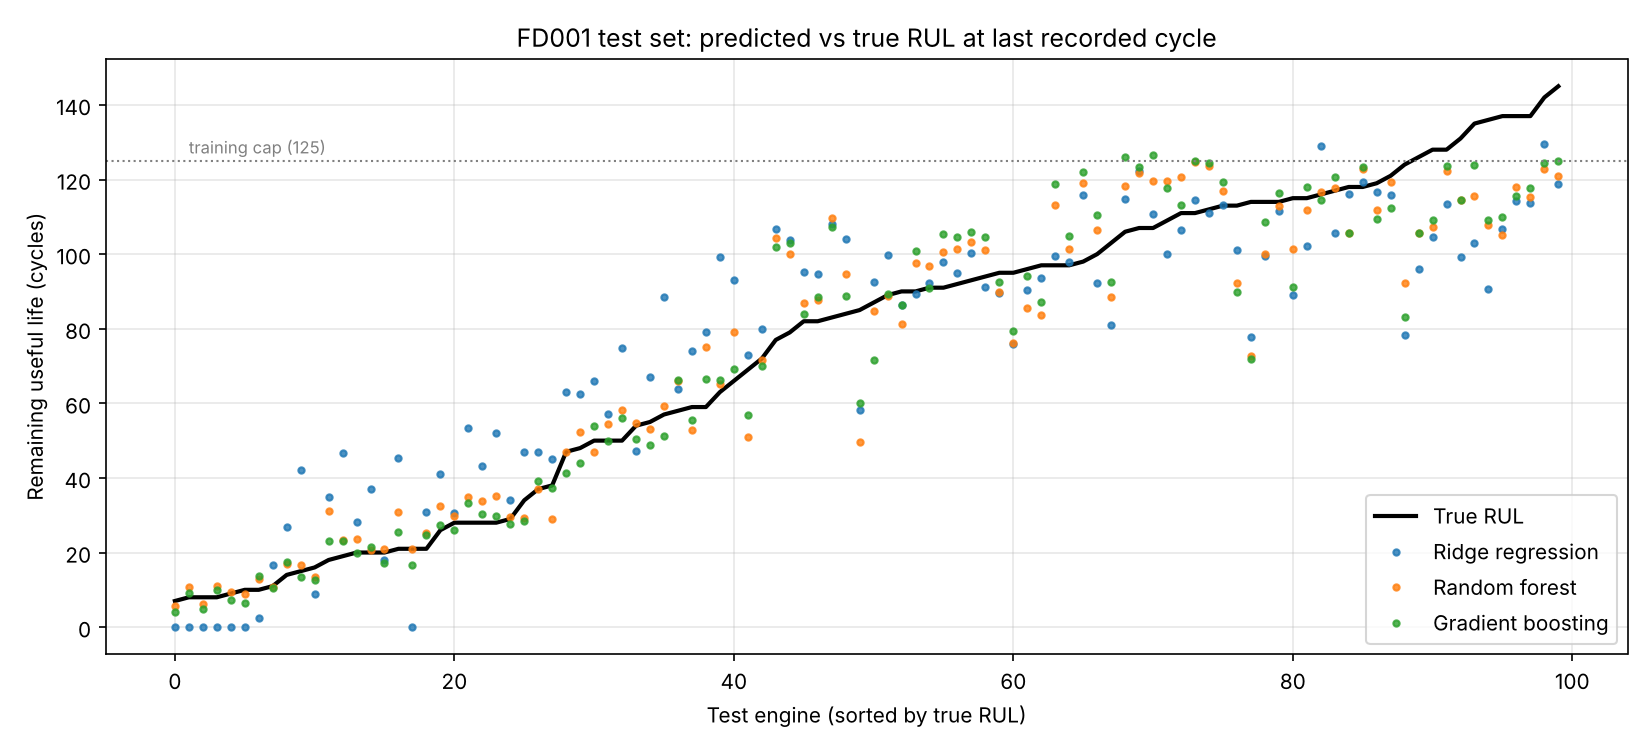 FD001 test set: predicted vs true RUL at last recorded cycle
Remaining useful life (cycles)
140
120
100
80
60
40
20
0
training cap (125)
True RUL
Ridge regression
Random forest
Gradient boosting
0 20 40 60 80 100
Test engine (sorted by true RUL)